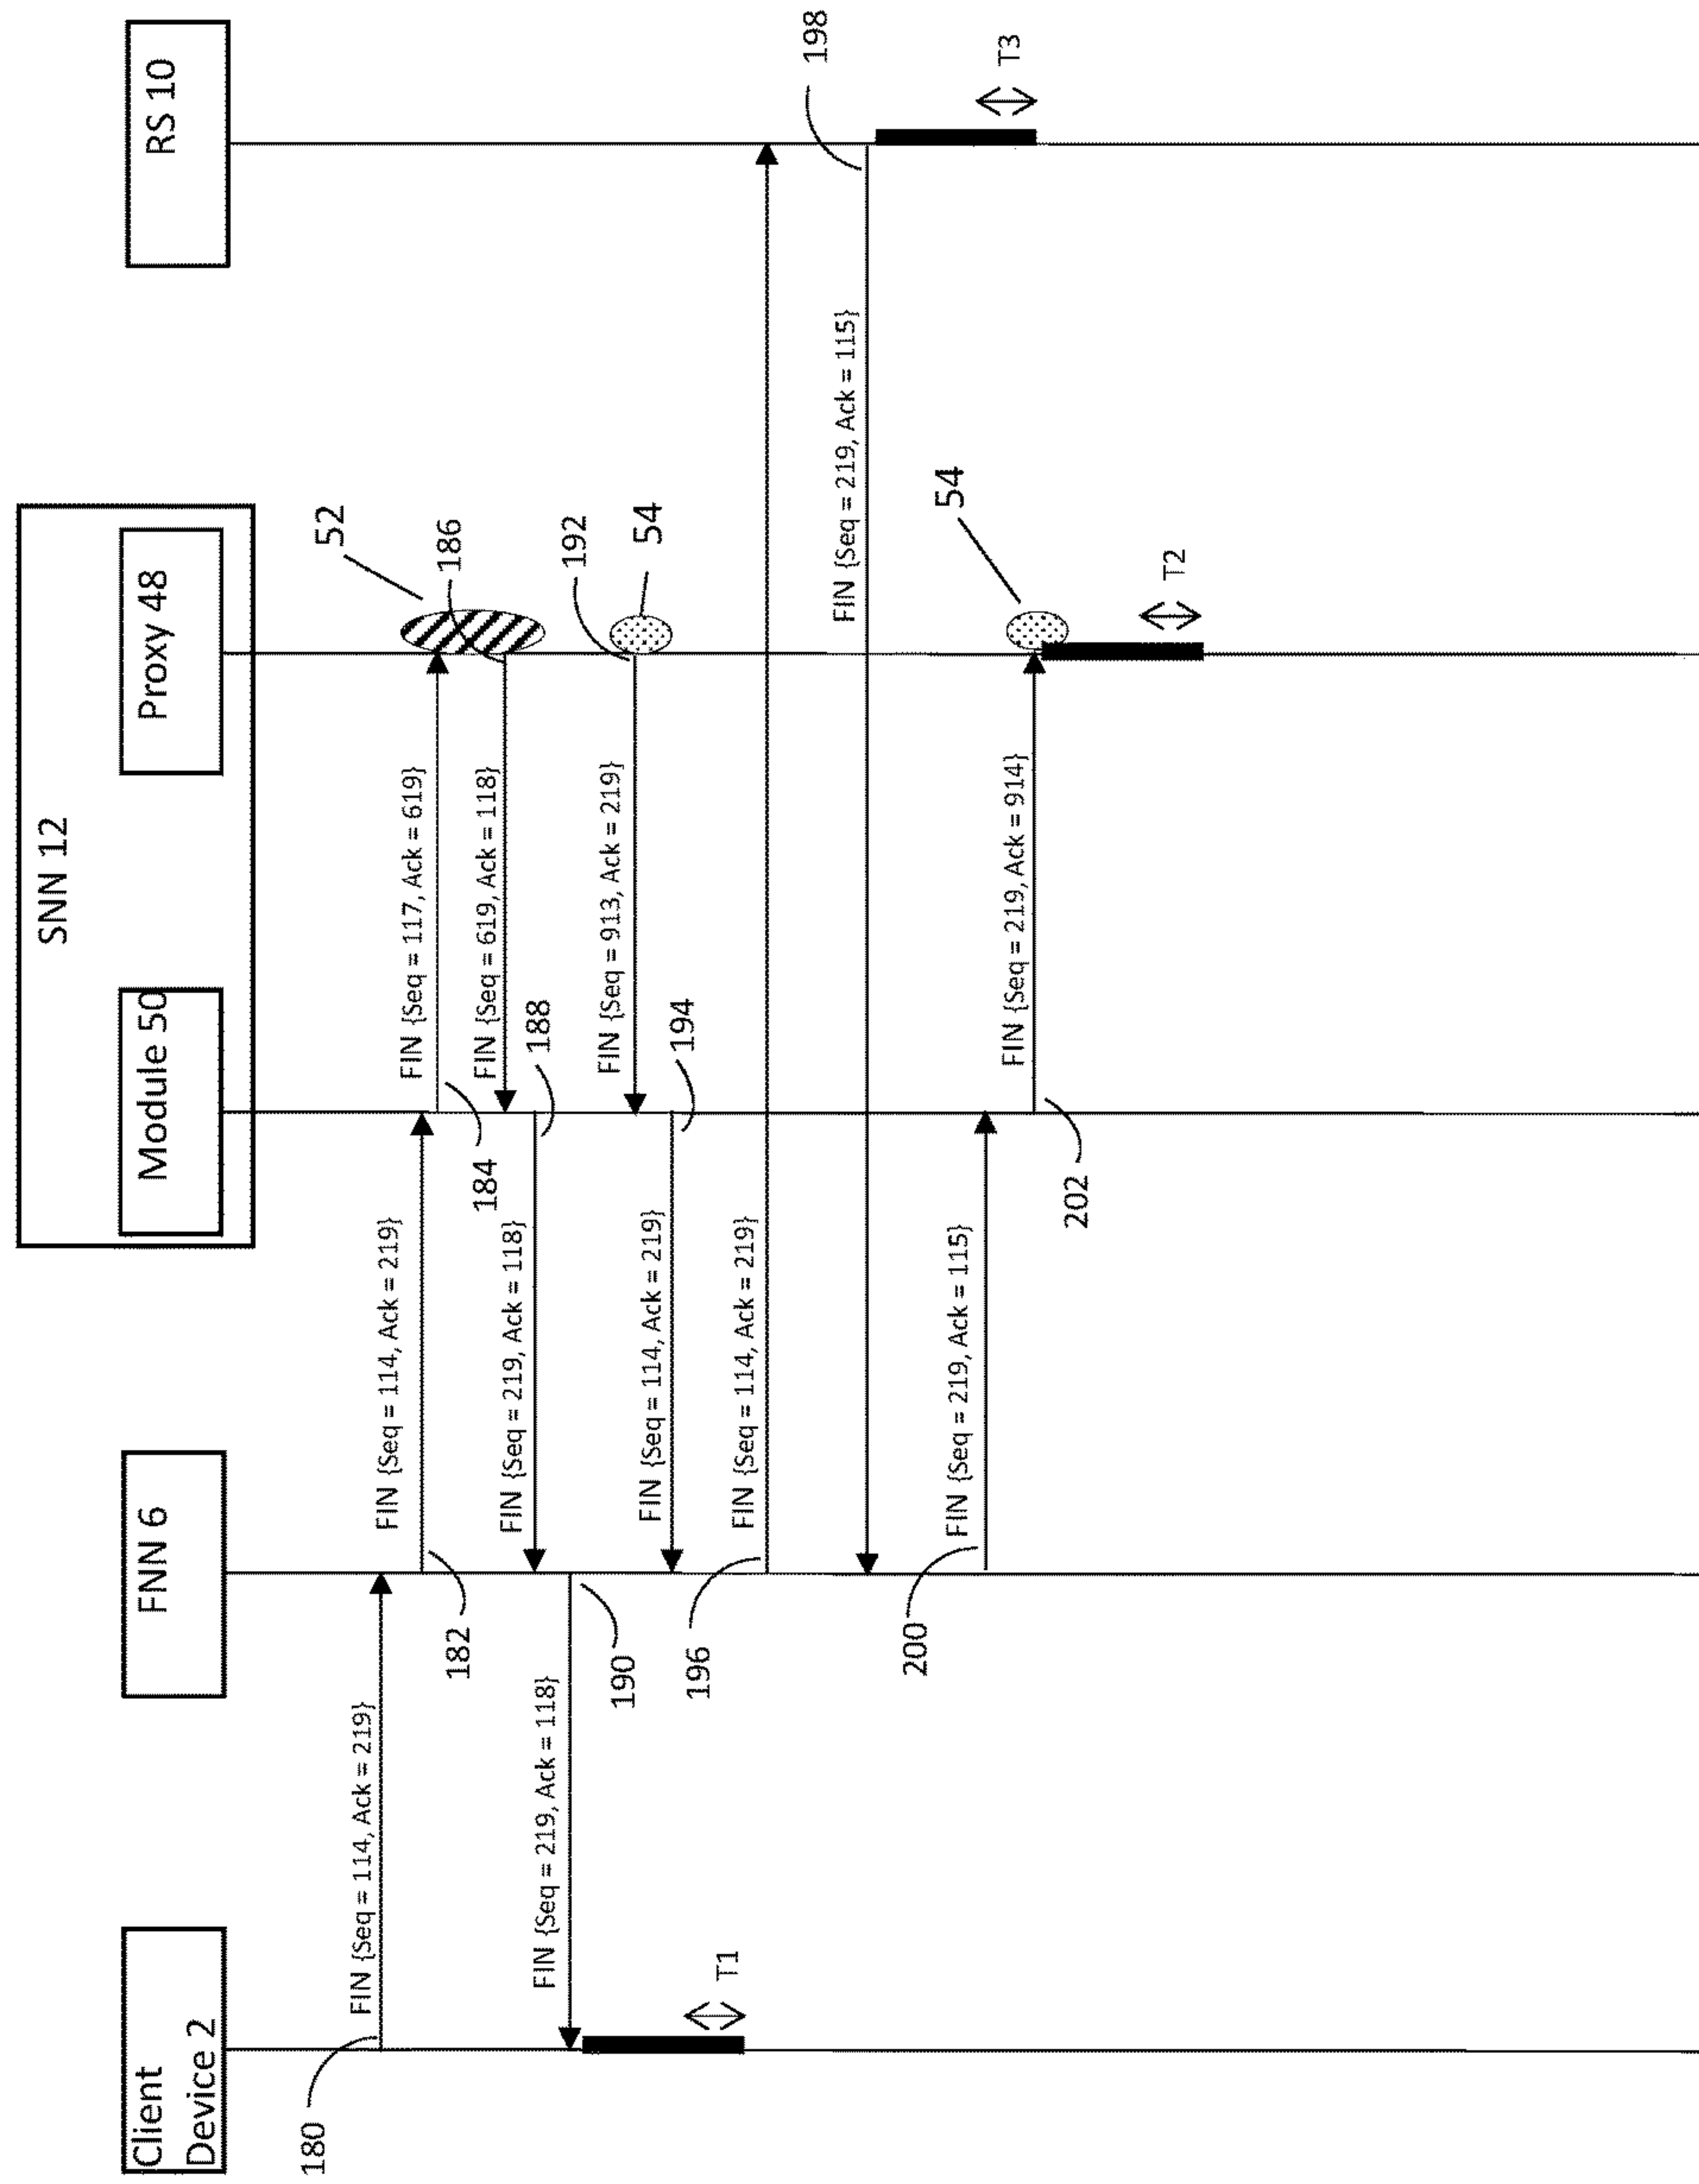 SNN 12
Client
Device 2
FNN 6
Module 50
Proxy 48
RS 10
180
FIN {Seq = 114, Ack = 219}
182
FIN {Seq = 114, Ack = 219}
184
FIN {Seq = 117, Ack = 619}
52
186
FIN {Seq = 619, Ack = 118}
188
FIN {Seq = 219, Ack = 118}
190
FIN {Seq = 219, Ack = 118}
T1
192
54
FIN {Seq = 913, Ack = 219}
194
FIN {Seq = 114, Ack = 219}
196
FIN {Seq = 114, Ack = 219}
198
FIN {Seq = 219, Ack = 115}
T3
200
FIN {Seq = 219, Ack = 115}
202
FIN {Seq = 219, Ack = 914}
54
T2